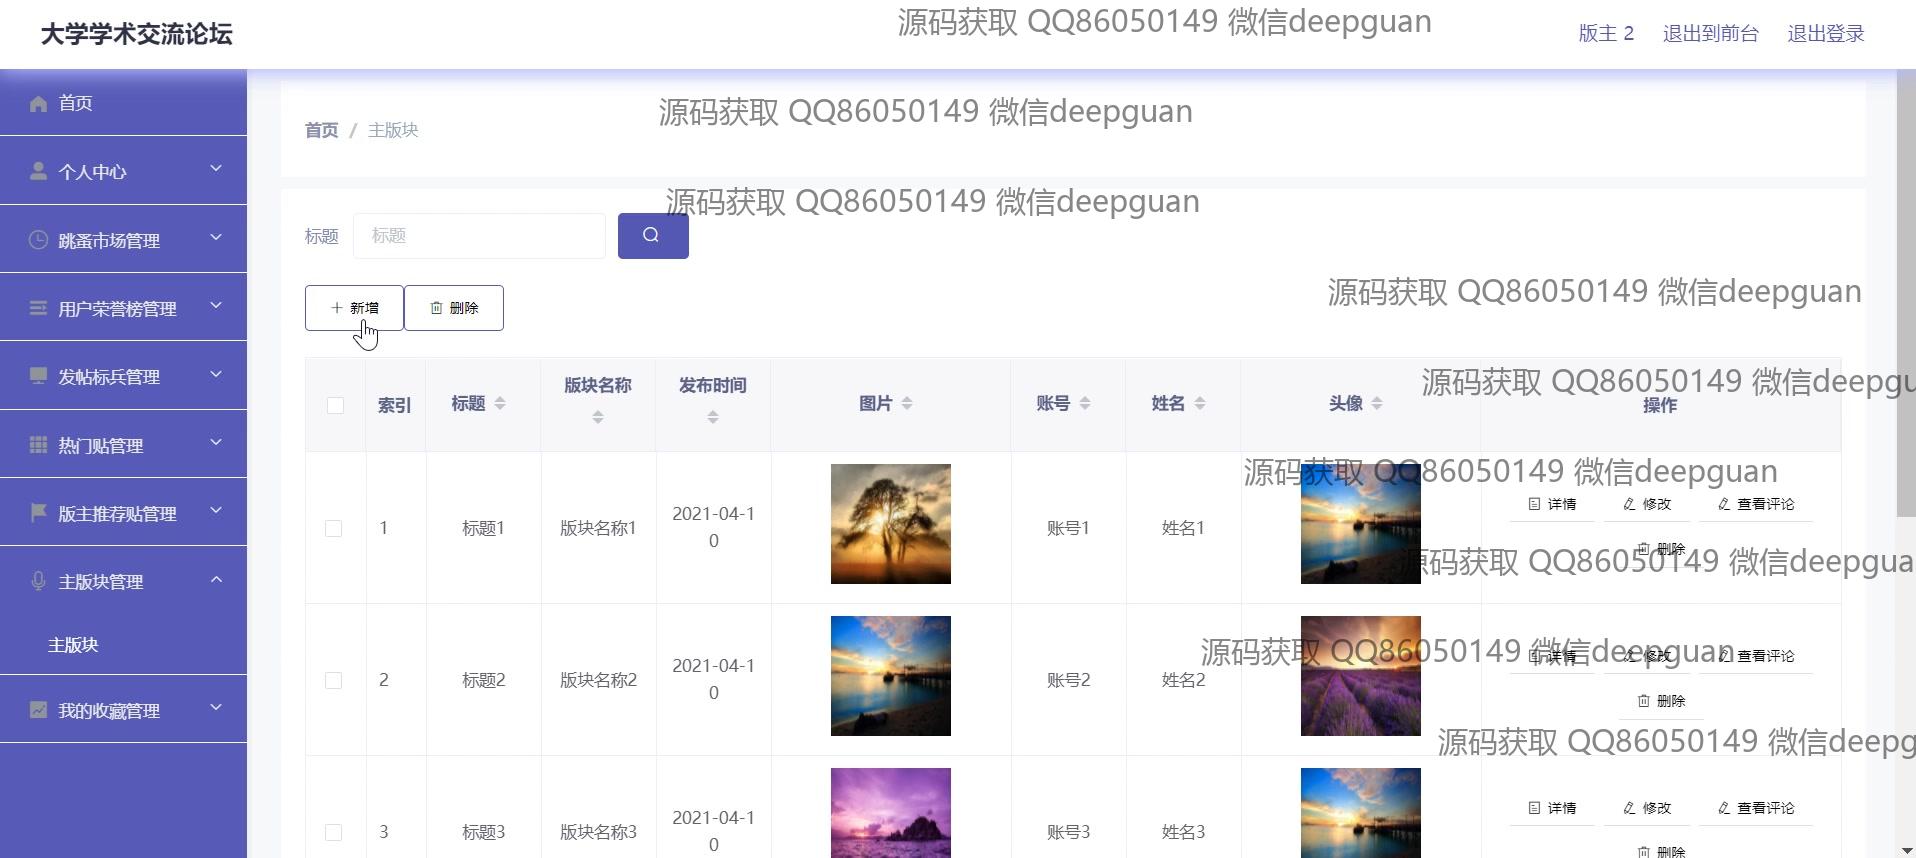 大学学术交流论坛
源码获取 QQ86050149 微信deepguan
版主 2
退出到前台
退出登录
首页
个人中心
跳蚤市场管理
用户荣誉榜管理
发帖标兵管理
热门贴管理
版主推荐贴管理
主版块管理
主版块
我的收藏管理
首页 / 主版块
源码获取 QQ86050149 微信deepguan
源码获取 QQ86050149 微信deepguan
标题
标题
源码获取 QQ86050149 微信deepguan
新增
删除
源码获取 QQ86050149 微信deepgu
索引
标题
版块名称
发布时间
图片
账号
姓名
头像
操作
源码获取 QQ86050149 微信deepguan
1
标题1
版块名称1
2021-04-1
0
账号1
姓名1
详情
修改
查看评论
删除
源码获取 QQ86050149 微信deepgua
源码获取 QQ86050149 微信deepguan
2
标题2
版块名称2
2021-04-1
0
账号2
姓名2
详情
修改
查看评论
删除
源码获取 QQ86050149 微信deepg
3
标题3
版块名称3
2021-04-1
0
账号3
姓名3
详情
修改
查看评论
删除